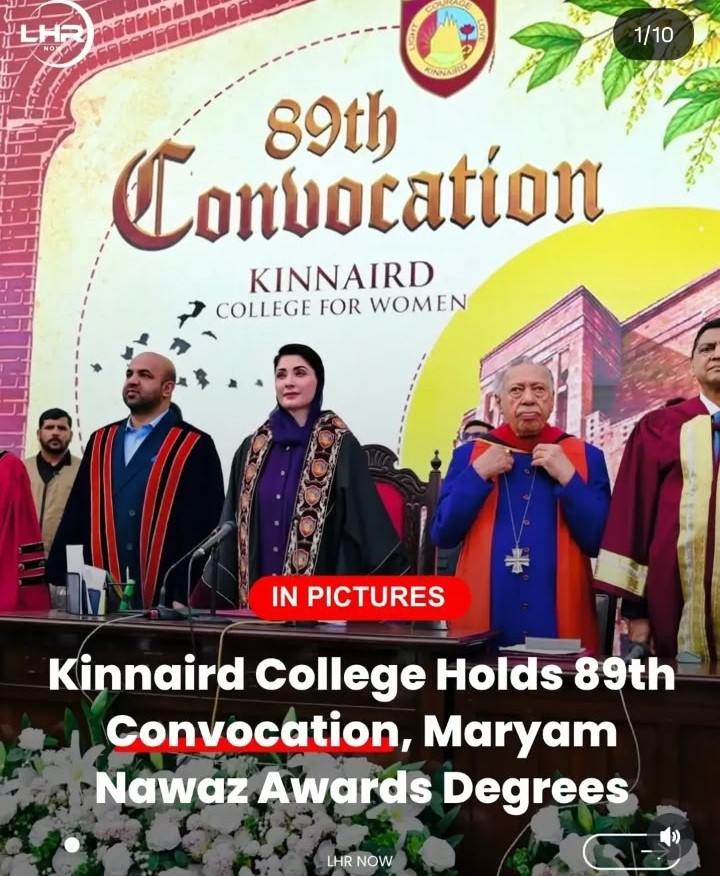 LHR
NOW
1/10
LIGHT COURAGE LOVE
KINNAIRD
89th
Convocation
KINNAIRD
COLLEGE FOR WOMEN
IN PICTURES
Kinnaird College Holds 89th
Convocation, Maryam
Nawaz Awards Degrees
LHR NOW